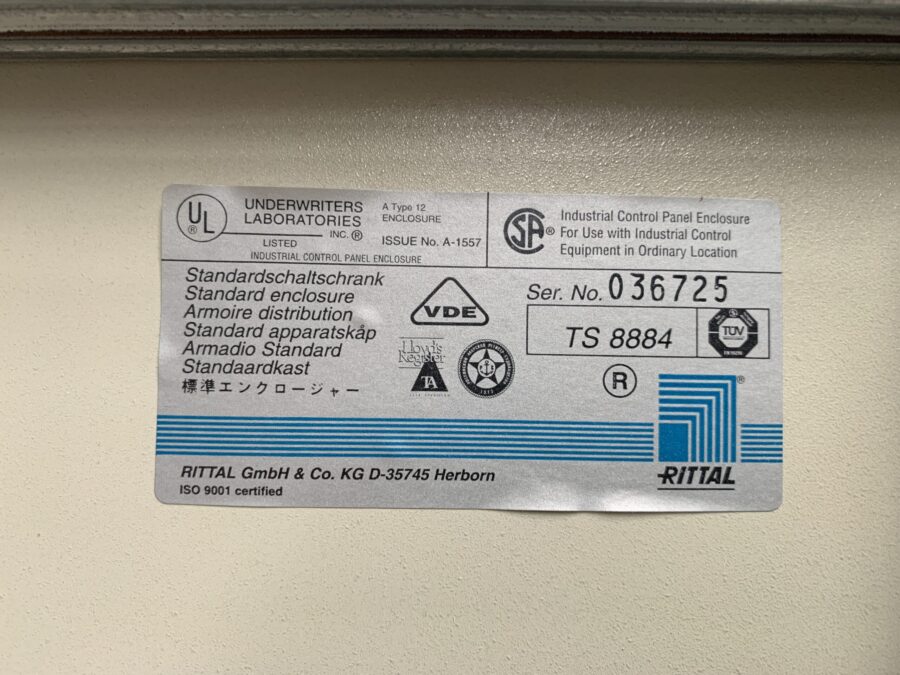 UL ®
UNDERWRITERS
LABORATORIES
INC. ®
LISTED
A Type 12
ENCLOSURE
ISSUE No. A-1557
INDUSTRIAL CONTROL PANEL ENCLOSURE
SA ®
Industrial Control Panel Enclosure
For Use with Industrial Control
Equipment in Ordinary Location
Standardschaltschrank
Standard enclosure
Armoire distribution
Standard apparatskåp
Armadio Standard
Standaardkast
標準エンクロージャー
VDE
Lloyd's
Register
TA
Ser. No. 036725
TS 8884
TÜV
R
®
RITTAL
RITTAL GmbH & Co. KG D-35745 Herborn
ISO 9001 certified